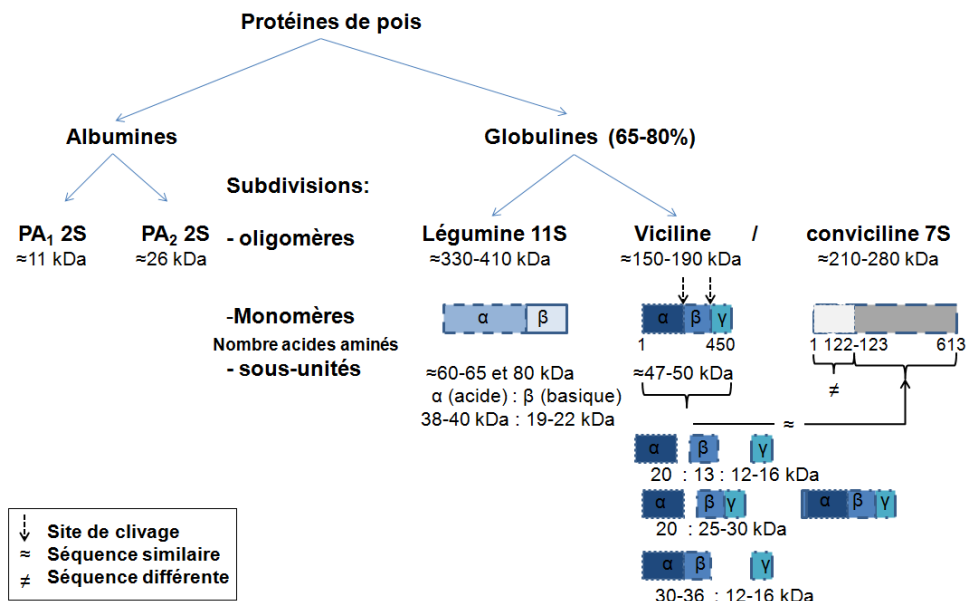 Protéines de pois
Albumines
Globulines (65-80%)
Subdivisions:
PA₁ 2S
PA₂ 2S
- oligomères
Légumine 11S
Viciline / conviciline 7S
≈11 kDa
≈26 kDa
≈330-410 kDa
≈150-190 kDa
≈210-280 kDa
-Monomères
α β
α β γ
Nombre acides aminés
1 450
1 122-123 613
- sous-unités
≈60-65 et 80 kDa
≈47-50 kDa
≠
α (acide) : β (basique)
38-40 kDa : 19-22 kDa
≈
α β γ
20 : 13 : 12-16 kDa
α β γ
α β γ
20 : 25-30 kDa
α β γ
30-36 : 12-16 kDa
Site de clivage
≈ Séquence similaire
≠ Séquence différente